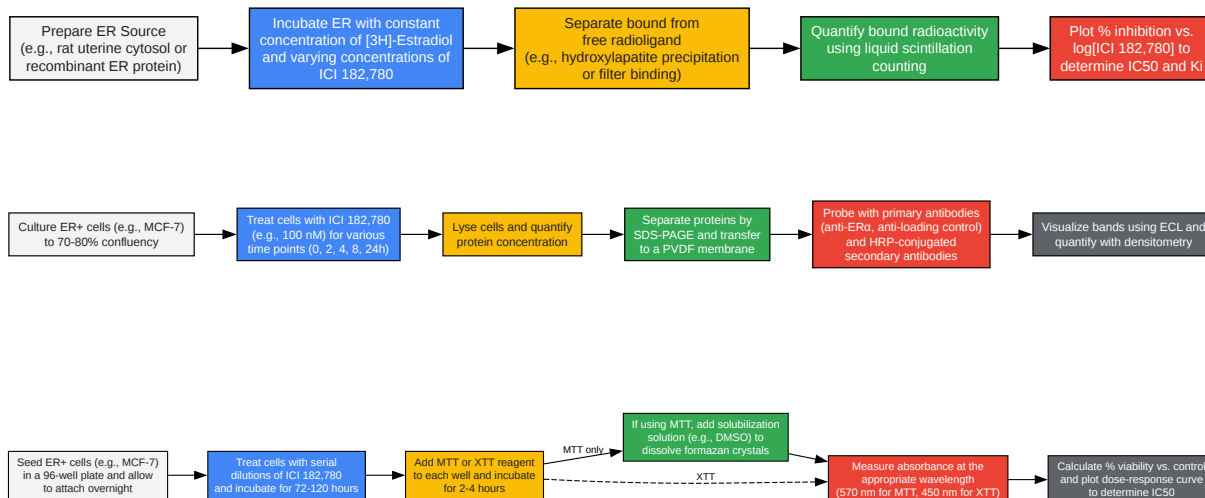 Prepare ER Source
(e.g., rat uterine cytosol or
recombinant ER protein)
Incubate ER with constant
concentration of [3H]-Estradiol
and varying concentrations of
ICI 182,780
Separate bound from
free radioligand
(e.g., hydroxylapatite precipitation
or filter binding)
Quantify bound radioactivity
using liquid scintillation
counting
Plot % inhibition vs.
log[ICI 182,780] to
determine IC50 and Ki
Culture ER+ cells (e.g., MCF-7)
to 70-80% confluency
Treat cells with ICI 182,780
(e.g., 100 nM) for various
time points (0, 2, 4, 8, 24h)
Lyse cells and quantify
protein concentration
Separate proteins by
SDS-PAGE and transfer
to a PVDF membrane
Probe with primary antibodies
(anti-ERα, anti-loading control)
and HRP-conjugated
secondary antibodies
Visualize bands using ECL and
quantify with densitometry
Seed ER+ cells (e.g., MCF-7)
in a 96-well plate and allow
to attach overnight
Treat cells with serial
dilutions of ICI 182,780
and incubate for 72-120 hours
Add MTT or XTT reagent
to each well and incubate
for 2-4 hours
MTT only
If using MTT, add solubilization
solution (e.g., DMSO) to
dissolve formazan crystals
XTT
Measure absorbance at the
appropriate wavelength
(570 nm for MTT, 450 nm for XTT)
Calculate % viability vs. control
and plot dose-response curve
to determine IC50